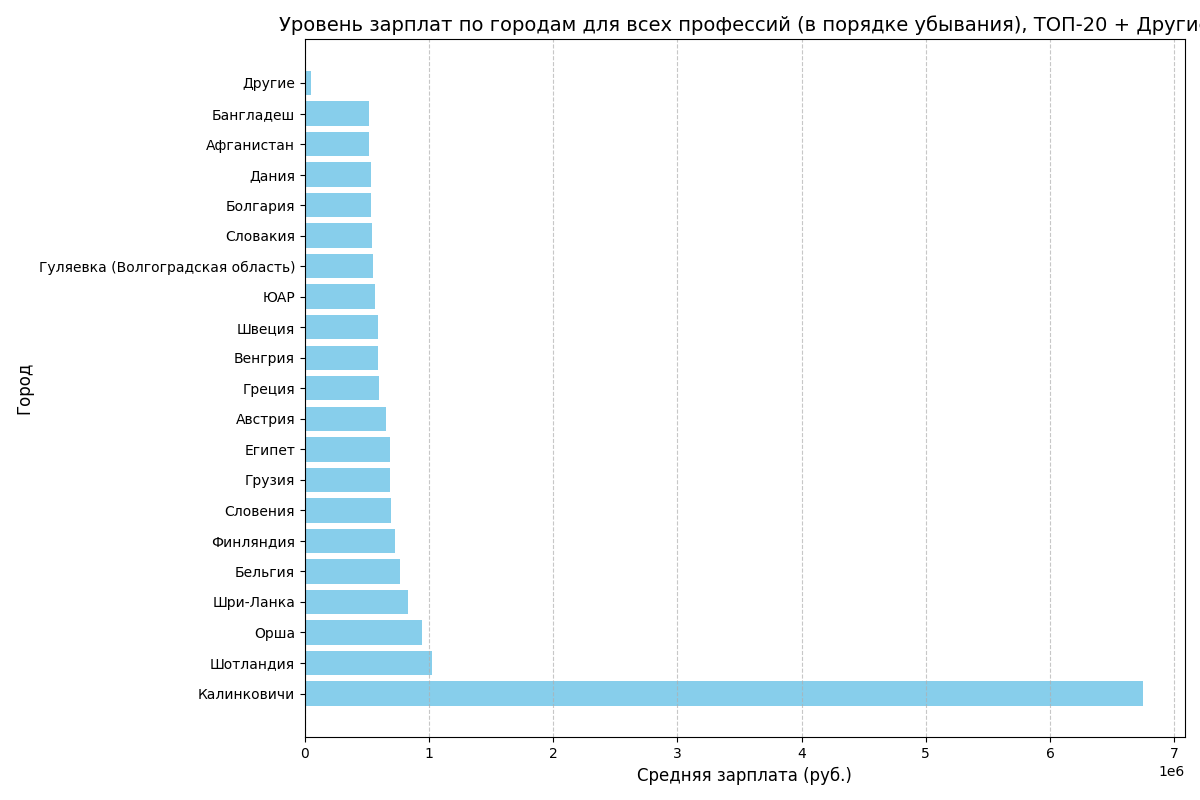 Уровень зарплат по городам для всех профессий (в порядке убывания), ТОП-20 + Други
Другие
Бангладеш
Афганистан
Дания
Болгария
Словакия
Гуляевка (Волгоградская область)
ЮАР
Швеция
Венгрия
Греция
Австрия
Египет
Грузия
Словения
Финляндия
Бельгия
Шри-Ланка
Орша
Шотландия
Калинковичи
Город
0 1 2 3 4 5 6 7
1e6
Средняя зарплата (руб.)